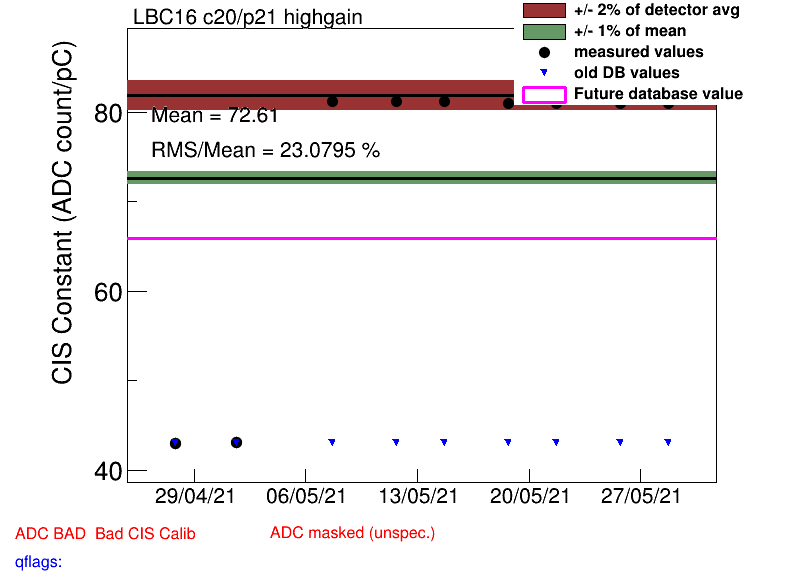 LBC16 c20/p21 highgain
+/- 2% of detector avg
+/- 1% of mean
measured values
old DB values
Future database value
CIS Constant (ADC count/pC)
80
Mean = 72.61
RMS/Mean = 23.0795 %
60
40
29/04/21 06/05/21 13/05/21 20/05/21 27/05/21
ADC BAD Bad CIS Calib ADC masked (unspec.)
qflags: